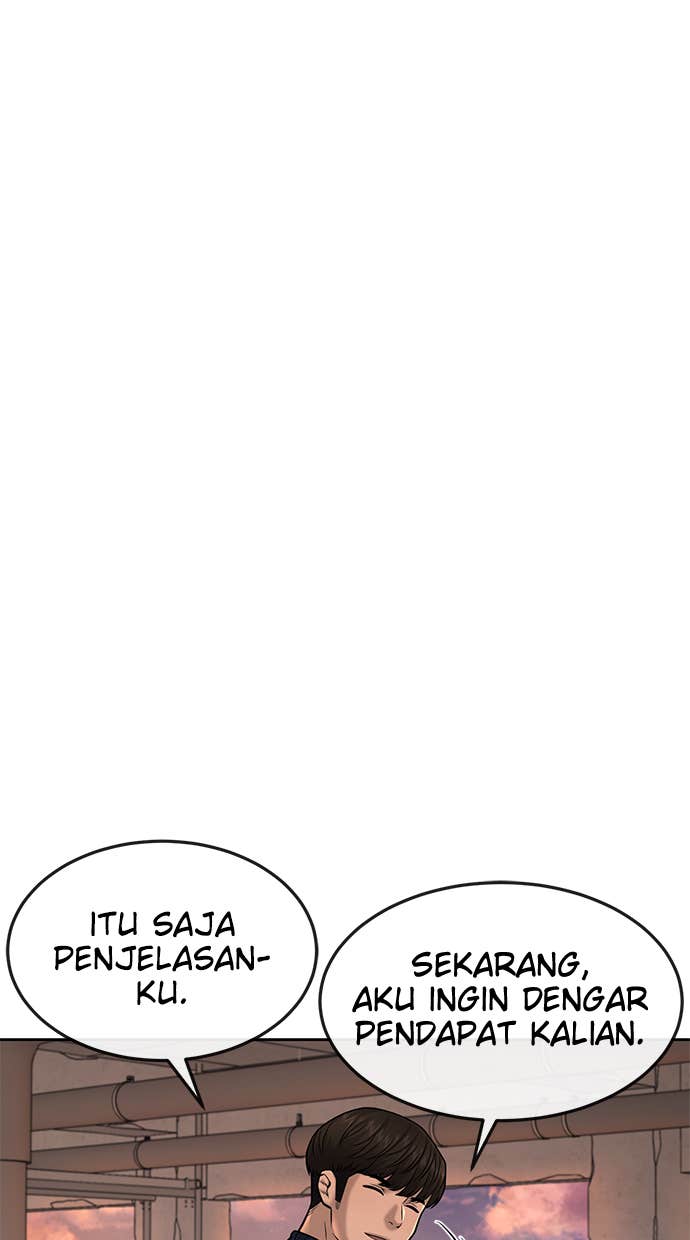 ITU SAJA
PENJELASAN-
KU.
SEKARANG,
AKU INGIN DENGAR
PENDAPAT KALIAN.